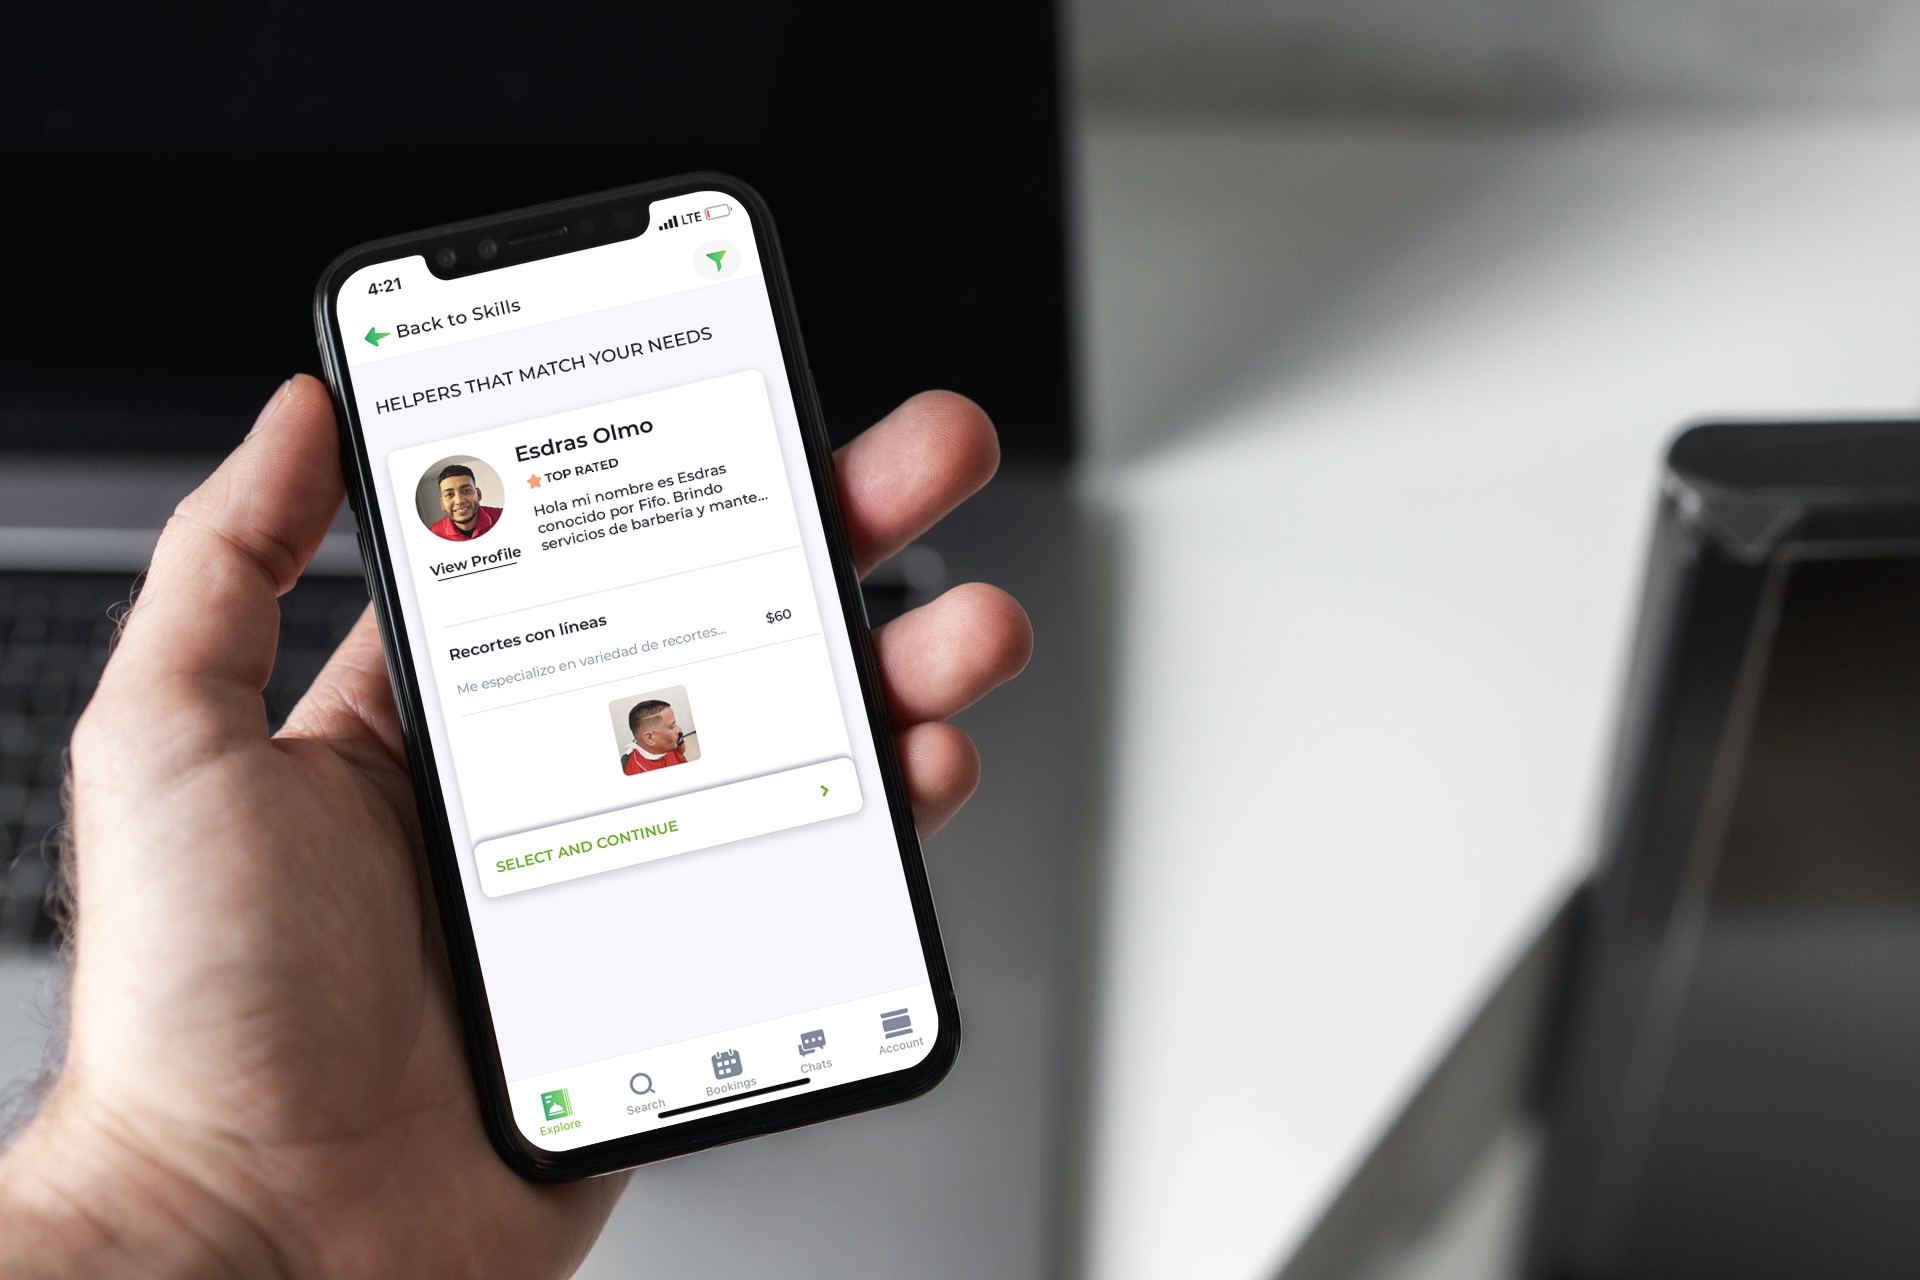 4:21
LTE
Back to Skills
HELPERS THAT MATCH YOUR NEEDS
Esdras Olmo
TOP RATED
Hola mi nombre es Esdras
conocido por Fifo. Brindo
servicios de barbería y mante...
View Profile
Recortes con líneas
$60
Me especializo en variedad de recortes...
SELECT AND CONTINUE
Explore
Search
Bookings
Chats
Account